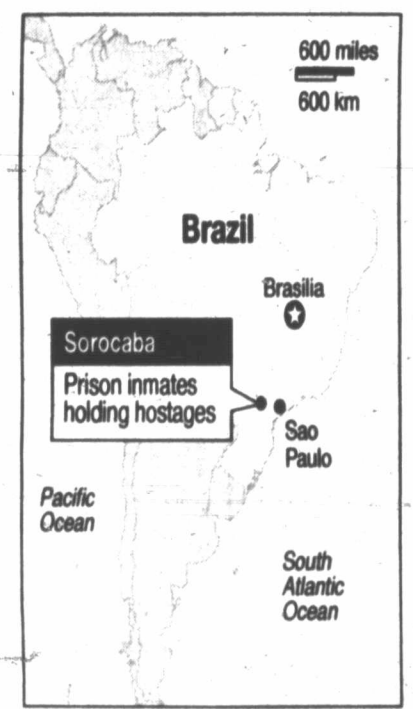 600 miles
600 km
Brazil
Brasilia
Sorocaba
Prison inmates
holding hostages
Sao
Paulo
Pacific
Ocean
South
Atlantic
Ocean